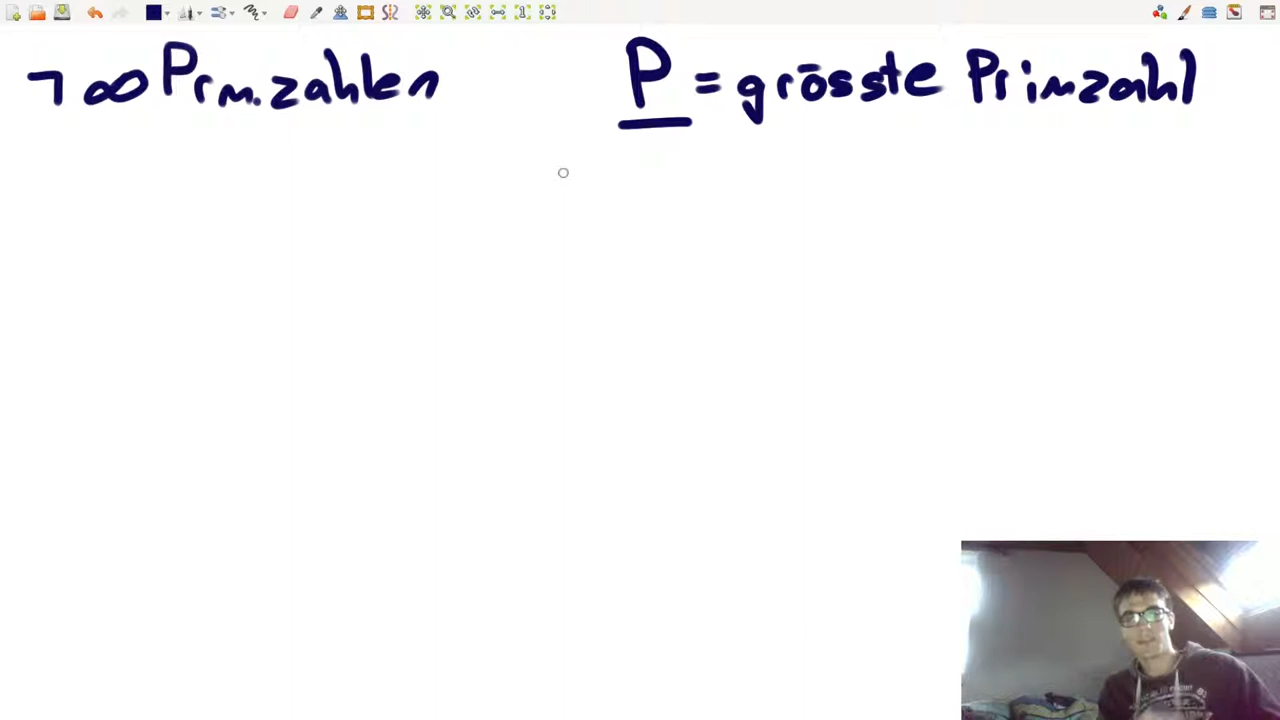 ¬ ∞ Primzahlen
P = grösste Primzahl